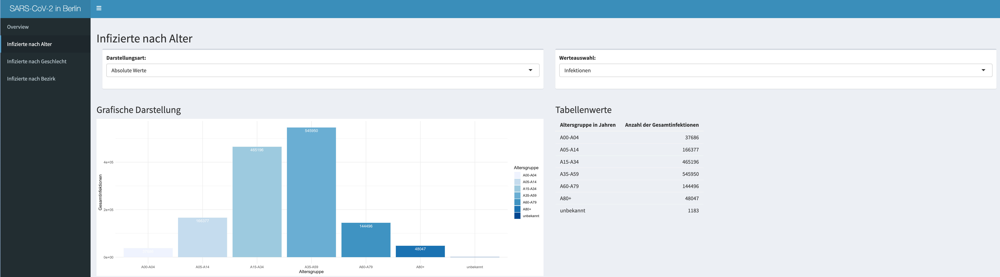 SARS-CoV-2 in Berlin
Overview
Infizierte nach Alter
Infizierte nach Geschlecht
Infizierte nach Bezirk
Infizierte nach Alter
Darstellungsart:
Absolute Werte
Werteauswahl:
Infektionen
Grafische Darstellung
Gesamtinfektionen
4e+05
2e+05
0e+00
37686
166377
465196
545950
144496
48047
A00-A04
A05-A14
A15-A34
A35-A59
A60-A79
A80+
unbekannt
Altersgruppe
Altersgruppe
A00-A04
A05-A14
A15-A34
A35-A59
A60-A79
A80+
unbekannt
Tabellenwerte
Altersgruppe in Jahren Anzahl der Gesamtinfektionen
A00-A04 37686
A05-A14 166377
A15-A34 465196
A35-A59 545950
A60-A79 144496
A80+ 48047
unbekannt 1183